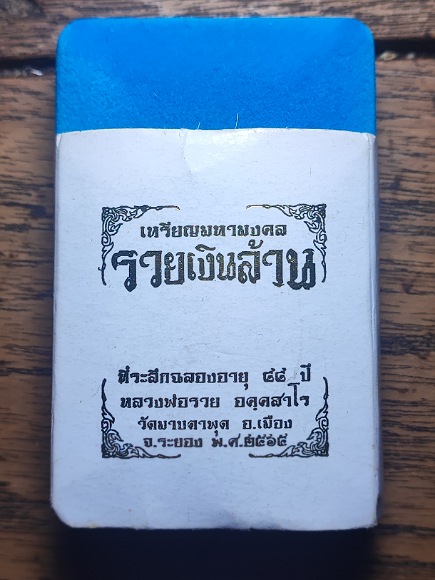 เหรียญมหามงคล
รวยเงินล้าน
ที่ระลึกฉลองอายุ ๘๘ ปี
หลวงพ่อรวย อคฺคสาโร
วัดมาบตาพุด อ.เมือง
จ.ระยอง พ.ศ.๒๕๖๕